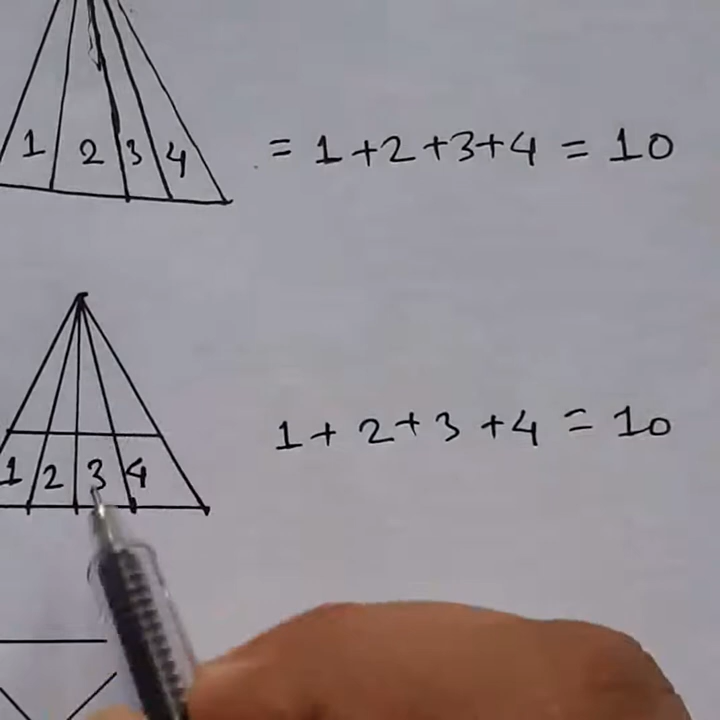 1 2 3 4 = 1+2+3+4 = 10
1 2 3 4 1+2+3+4 = 10